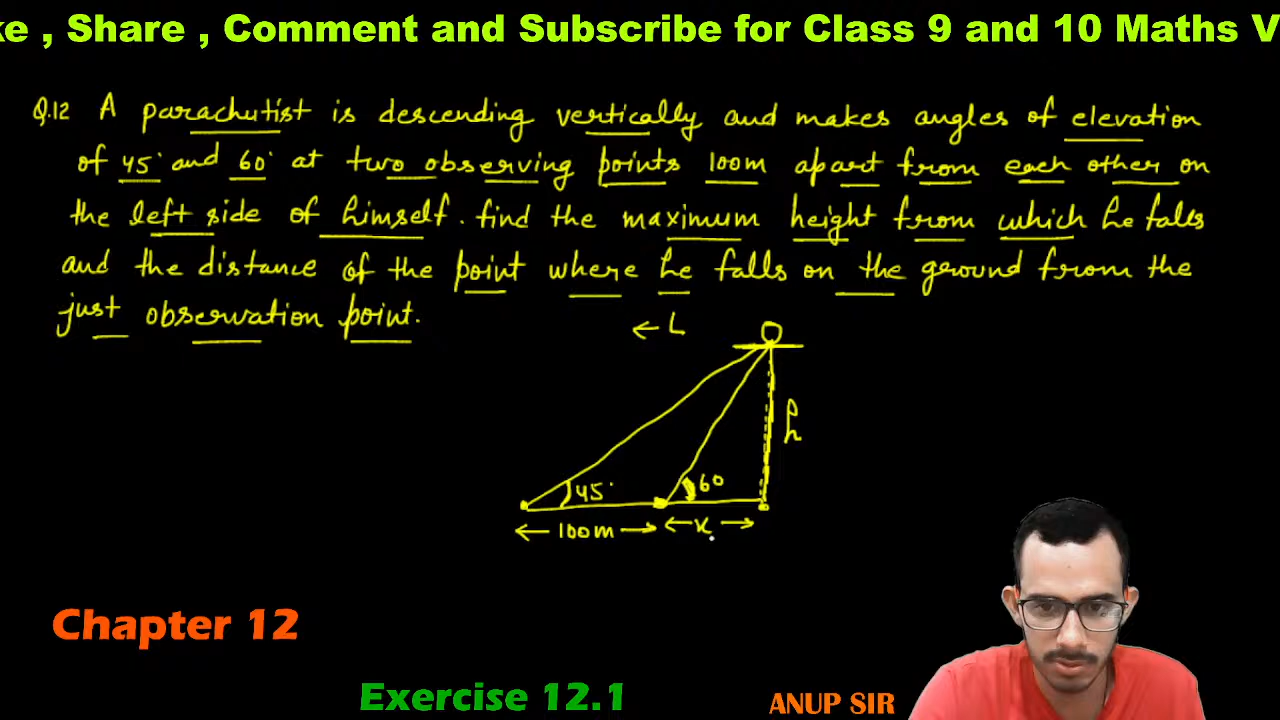 ke , Share , Comment and Subscribe for Class 9 and 10 Maths V
Q.12 A parachutist is descending vertically and makes angles of elevation
of 45° and 60° at two observing points 100m apart from each other on
the left side of himself. find the maximum height from which he falls
and the distance of the point where he falls on the ground from the
just observation point.
← L
h
45°
60
100m
x
Chapter 12
Exercise 12.1
ANUP SIR